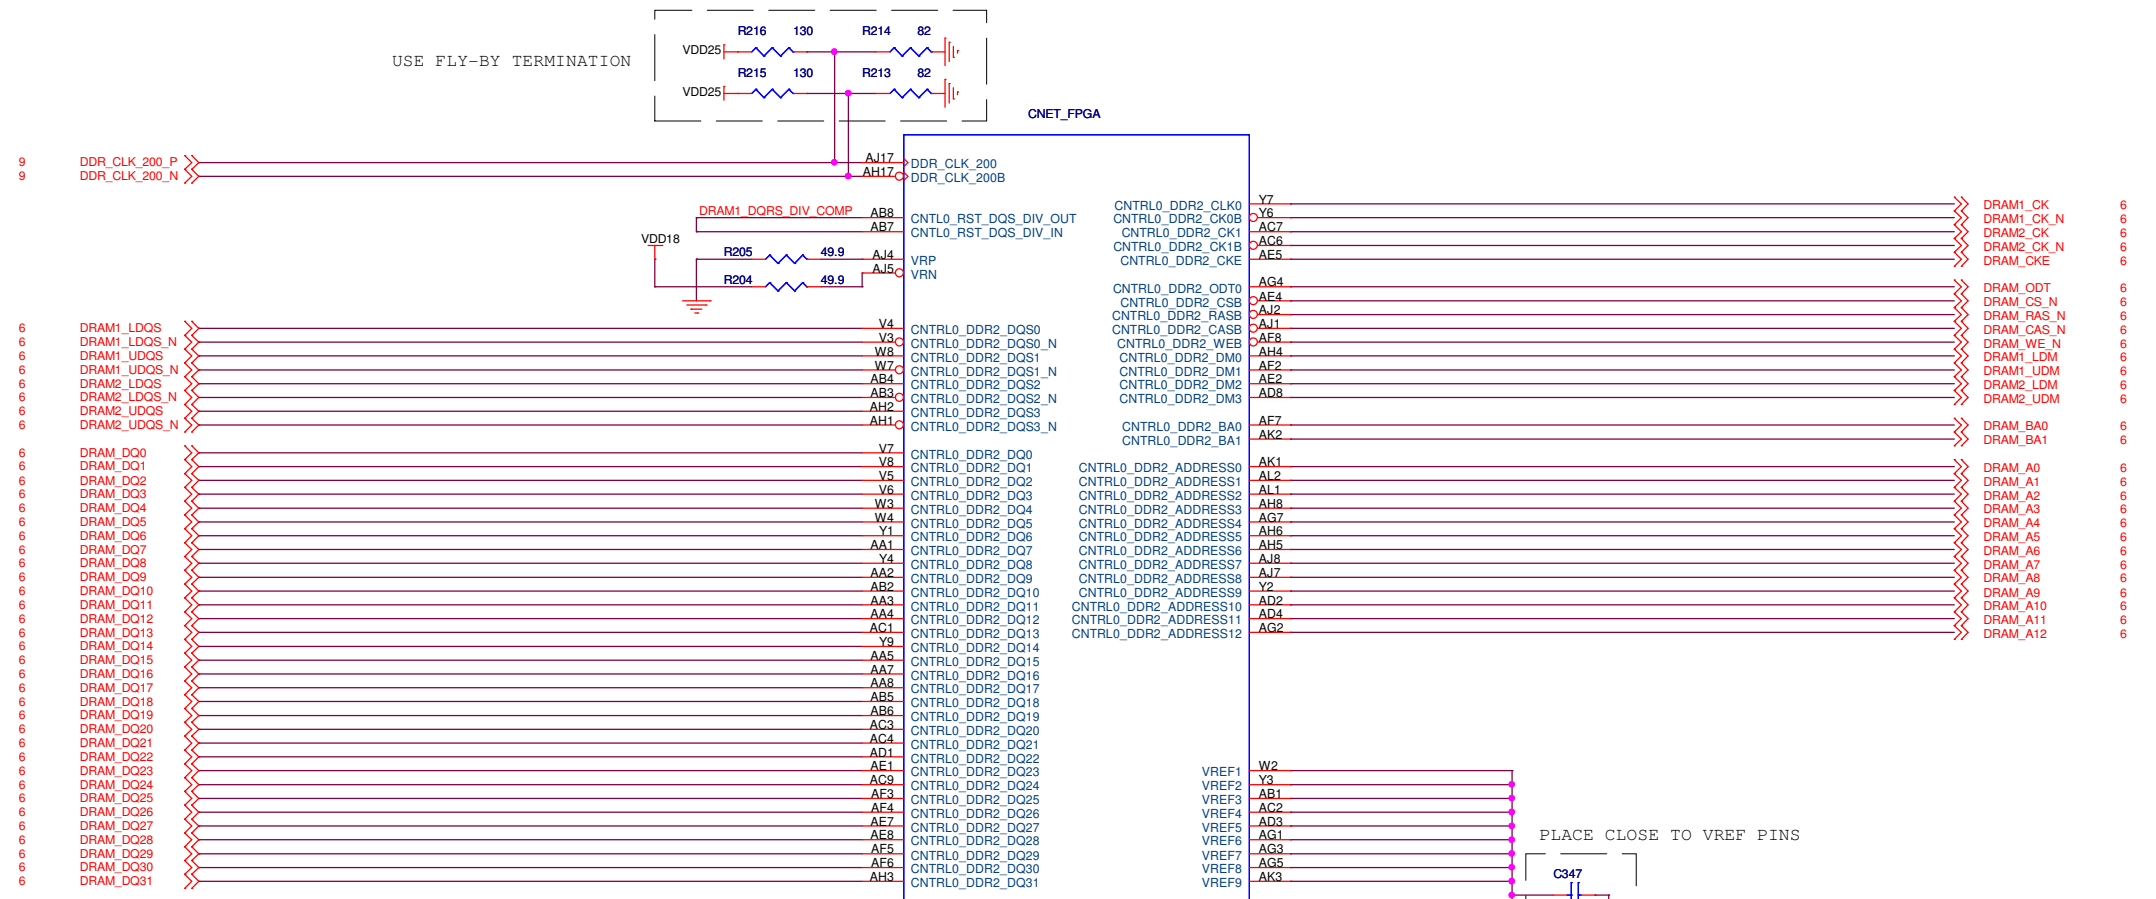 R216 130 R214 82
VDD25
USE FLY-BY TERMINATION
R215 130 R213 82
VDD25
CNET_FPGA
9 DDR_CLK_200_P AJ17 DDR_CLK_200
9 DDR_CLK_200_N AH17 DDR_CLK_200B
DRAM1_DQRS_DIV_COMP AB8 CNTL0_RST_DQS_DIV_OUT
AB7 CNTL0_RST_DQS_DIV_IN
VDD18
R205 49.9 AJ4 VRP
R204 49.9 AJ5 VRN
6 DRAM1_LDQS V4 CNTRL0_DDR2_DQS0
6 DRAM1_LDQS_N V3 CNTRL0_DDR2_DQS0_N
6 DRAM1_UDQS W8 CNTRL0_DDR2_DQS1
6 DRAM1_UDQS_N W7 CNTRL0_DDR2_DQS1_N
6 DRAM2_LDQS AB4 CNTRL0_DDR2_DQS2
6 DRAM2_LDQS_N AB3 CNTRL0_DDR2_DQS2_N
6 DRAM2_UDQS AH2 CNTRL0_DDR2_DQS3
6 DRAM2_UDQS_N AH1 CNTRL0_DDR2_DQS3_N
6 DRAM_DQ0 V7 CNTRL0_DDR2_DQ0
6 DRAM_DQ1 V8 CNTRL0_DDR2_DQ1
6 DRAM_DQ2 V5 CNTRL0_DDR2_DQ2
6 DRAM_DQ3 V6 CNTRL0_DDR2_DQ3
6 DRAM_DQ4 W3 CNTRL0_DDR2_DQ4
6 DRAM_DQ5 W4 CNTRL0_DDR2_DQ5
6 DRAM_DQ6 Y1 CNTRL0_DDR2_DQ6
6 DRAM_DQ7 AA1 CNTRL0_DDR2_DQ7
6 DRAM_DQ8 Y4 CNTRL0_DDR2_DQ8
6 DRAM_DQ9 AA2 CNTRL0_DDR2_DQ9
6 DRAM_DQ10 AB2 CNTRL0_DDR2_DQ10
6 DRAM_DQ11 AA3 CNTRL0_DDR2_DQ11
6 DRAM_DQ12 AA4 CNTRL0_DDR2_DQ12
6 DRAM_DQ13 AC1 CNTRL0_DDR2_DQ13
6 DRAM_DQ14 Y9 CNTRL0_DDR2_DQ14
6 DRAM_DQ15 AA5 CNTRL0_DDR2_DQ15
6 DRAM_DQ16 AA7 CNTRL0_DDR2_DQ16
6 DRAM_DQ17 AA8 CNTRL0_DDR2_DQ17
6 DRAM_DQ18 AB5 CNTRL0_DDR2_DQ18
6 DRAM_DQ19 AB6 CNTRL0_DDR2_DQ19
6 DRAM_DQ20 AC3 CNTRL0_DDR2_DQ20
6 DRAM_DQ21 AC4 CNTRL0_DDR2_DQ21
6 DRAM_DQ22 AD1 CNTRL0_DDR2_DQ22
6 DRAM_DQ23 AE1 CNTRL0_DDR2_DQ23
6 DRAM_DQ24 AC9 CNTRL0_DDR2_DQ24
6 DRAM_DQ25 AF3 CNTRL0_DDR2_DQ25
6 DRAM_DQ26 AF4 CNTRL0_DDR2_DQ26
6 DRAM_DQ27 AE7 CNTRL0_DDR2_DQ27
6 DRAM_DQ28 AE8 CNTRL0_DDR2_DQ28
6 DRAM_DQ29 AF5 CNTRL0_DDR2_DQ29
6 DRAM_DQ30 AF6 CNTRL0_DDR2_DQ30
6 DRAM_DQ31 AH3 CNTRL0_DDR2_DQ31
CNTRL0_DDR2_CLK0 Y7 DRAM1_CK 6
CNTRL0_DDR2_CK0B Y6 DRAM1_CK_N 6
CNTRL0_DDR2_CK1 AC7 DRAM2_CK 6
CNTRL0_DDR2_CK1B AC6 DRAM2_CK_N 6
CNTRL0_DDR2_CKE AE5 DRAM_CKE 6
CNTRL0_DDR2_ODT0 AG4 DRAM_ODT 6
CNTRL0_DDR2_CSB AE4 DRAM_CS_N 6
CNTRL0_DDR2_RASB AJ2 DRAM_RAS_N 6
CNTRL0_DDR2_CASB AJ1 DRAM_CAS_N 6
CNTRL0_DDR2_WEB AF8 DRAM_WE_N 6
CNTRL0_DDR2_DM0 AH4 DRAM1_LDM 6
CNTRL0_DDR2_DM1 AF2 DRAM1_UDM 6
CNTRL0_DDR2_DM2 AE2 DRAM2_LDM 6
CNTRL0_DDR2_DM3 AD8 DRAM2_UDM 6
CNTRL0_DDR2_BA0 AF7 DRAM_BA0 6
CNTRL0_DDR2_BA1 AK2 DRAM_BA1 6
CNTRL0_DDR2_ADDRESS0 AK1 DRAM_A0 6
CNTRL0_DDR2_ADDRESS1 AL2 DRAM_A1 6
CNTRL0_DDR2_ADDRESS2 AL1 DRAM_A2 6
CNTRL0_DDR2_ADDRESS3 AH8 DRAM_A3 6
CNTRL0_DDR2_ADDRESS4 AG7 DRAM_A4 6
CNTRL0_DDR2_ADDRESS5 AH6 DRAM_A5 6
CNTRL0_DDR2_ADDRESS6 AH5 DRAM_A6 6
CNTRL0_DDR2_ADDRESS7 AJ8 DRAM_A7 6
CNTRL0_DDR2_ADDRESS8 AJ7 DRAM_A8 6
CNTRL0_DDR2_ADDRESS9 Y2 DRAM_A9 6
CNTRL0_DDR2_ADDRESS10 AD2 DRAM_A10 6
CNTRL0_DDR2_ADDRESS11 AD4 DRAM_A11 6
CNTRL0_DDR2_ADDRESS12 AG2 DRAM_A12 6
VREF1 W2
VREF2 Y3
VREF3 AB1
VREF4 AC2
VREF5 AD3
VREF6 AG1
VREF7 AG3
VREF8 AG5
VREF9 AK3
PLACE CLOSE TO VREF PINS
C347